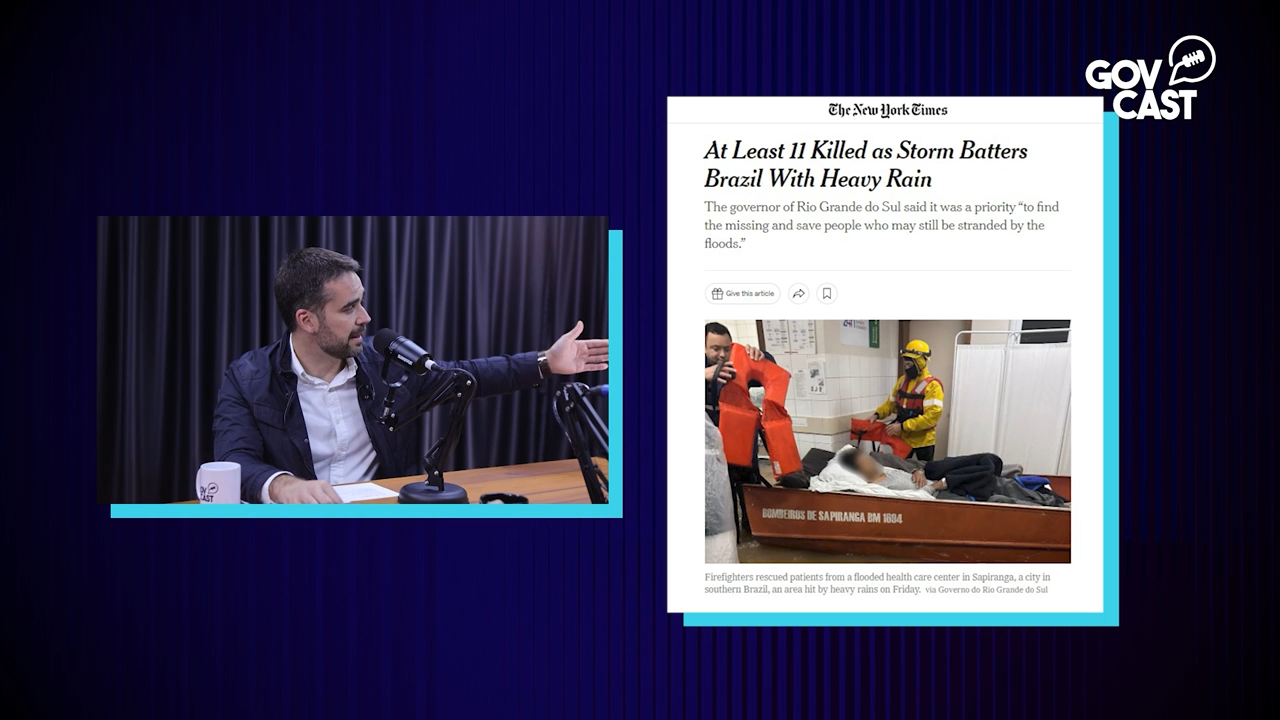 GOV
CAST
The New York Times
At Least 11 Killed as Storm Batters
Brazil With Heavy Rain
The governor of Rio Grande do Sul said it was a priority “to find
the missing and save people who may still be stranded by the
floods.”
Give this article
BOMBEIROS DE SAPIRANGA BM 1694
Firefighters rescued patients from a flooded health care center in Sapiranga, a city in
southern Brazil, an area hit by heavy rains on Friday. via Governo do Rio Grande do Sul
CAST